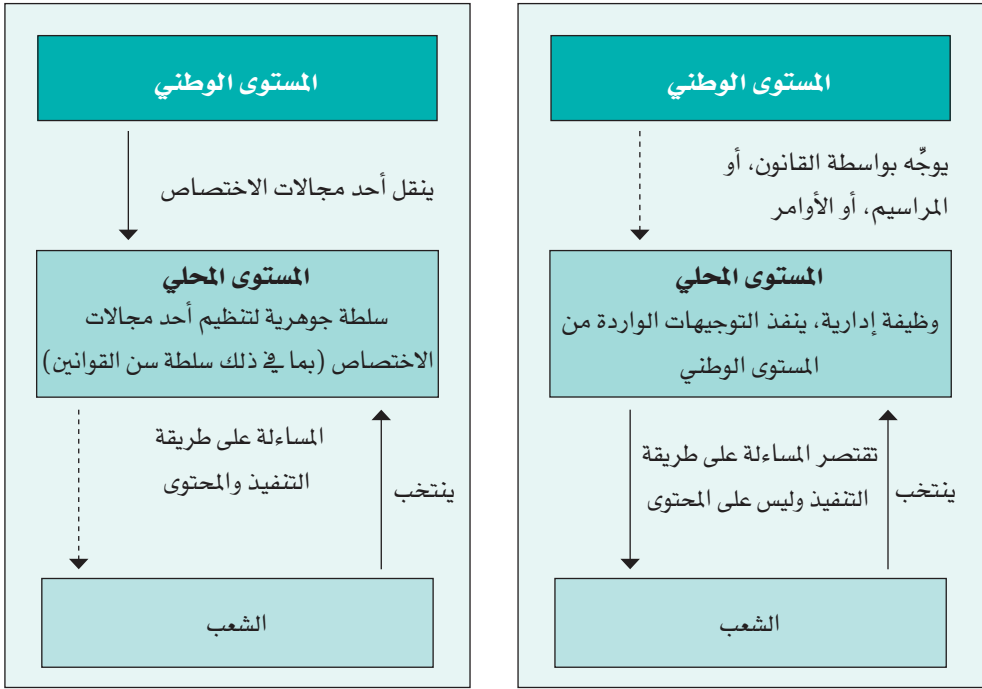 المستوى الوطني
يوجِّه بواسطة القانون، أو
المراسيم، أو الأوامر
المستوى المحلي
وظيفة إدارية، ينفذ التوجيهات الواردة من
المستوى الوطني
تقتصر المساءلة على طريقة
التنفيذ وليس على المحتوى
ينتخب
الشعب
المستوى الوطني
ينقل أحد مجالات الاختصاص
المستوى المحلي
سلطة جوهرية لتنظيم أحد مجالات
الاختصاص (بما في ذلك سلطة سن القوانين)
المساءلة على طريقة
التنفيذ والمحتوى
ينتخب
الشعب